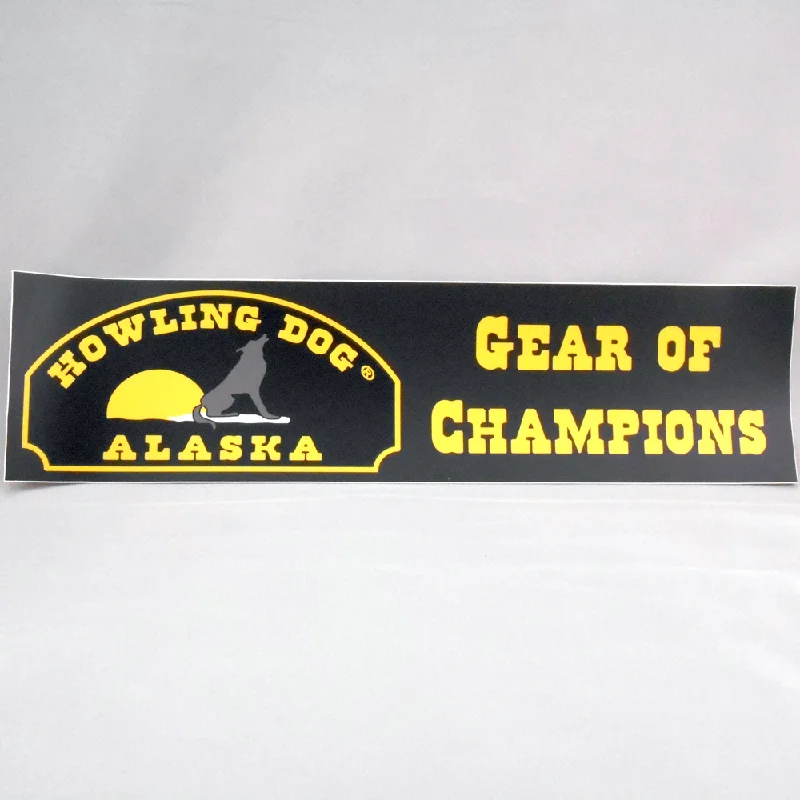 HOWLING DOG®
ALASKA
GEAR OF
CHAMPIONS